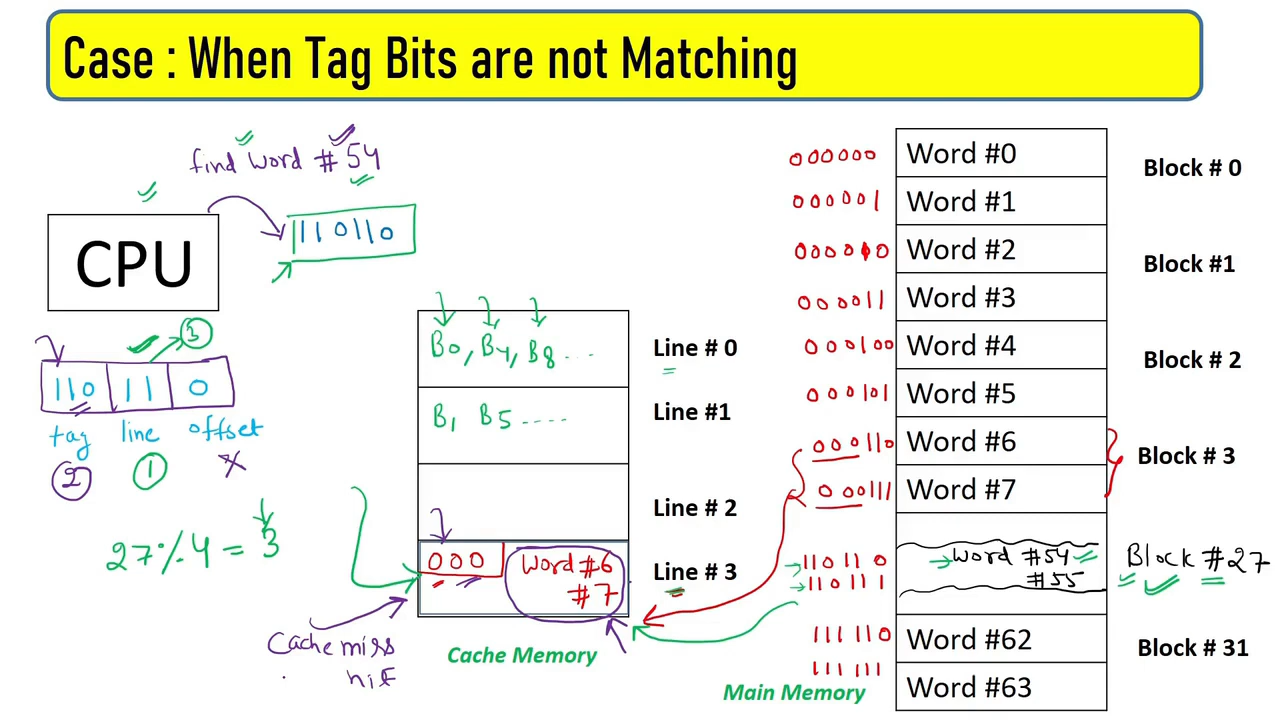 Case : When Tag Bits are not Matching
find word # 54
CPU
110110
3
110 11 0
tag line offset
2 1 X
27 % 4 = 3
B0, B4, B8 ...
Line # 0
B1 B5 ....
Line #1
Line # 2
000 Word #6
# 7
Line # 3
Cache miss
hit
Cache Memory
000000 Word #0
Block # 0
000001 Word #1
000010 Word #2
Block #1
000011 Word #3
000100 Word #4
Block # 2
000101 Word #5
000110 Word #6
Block # 3
000111 Word #7
110110 Word #54
Block #27
110111 #55
111110 Word #62
Block # 31
111111 Word #63
Main Memory